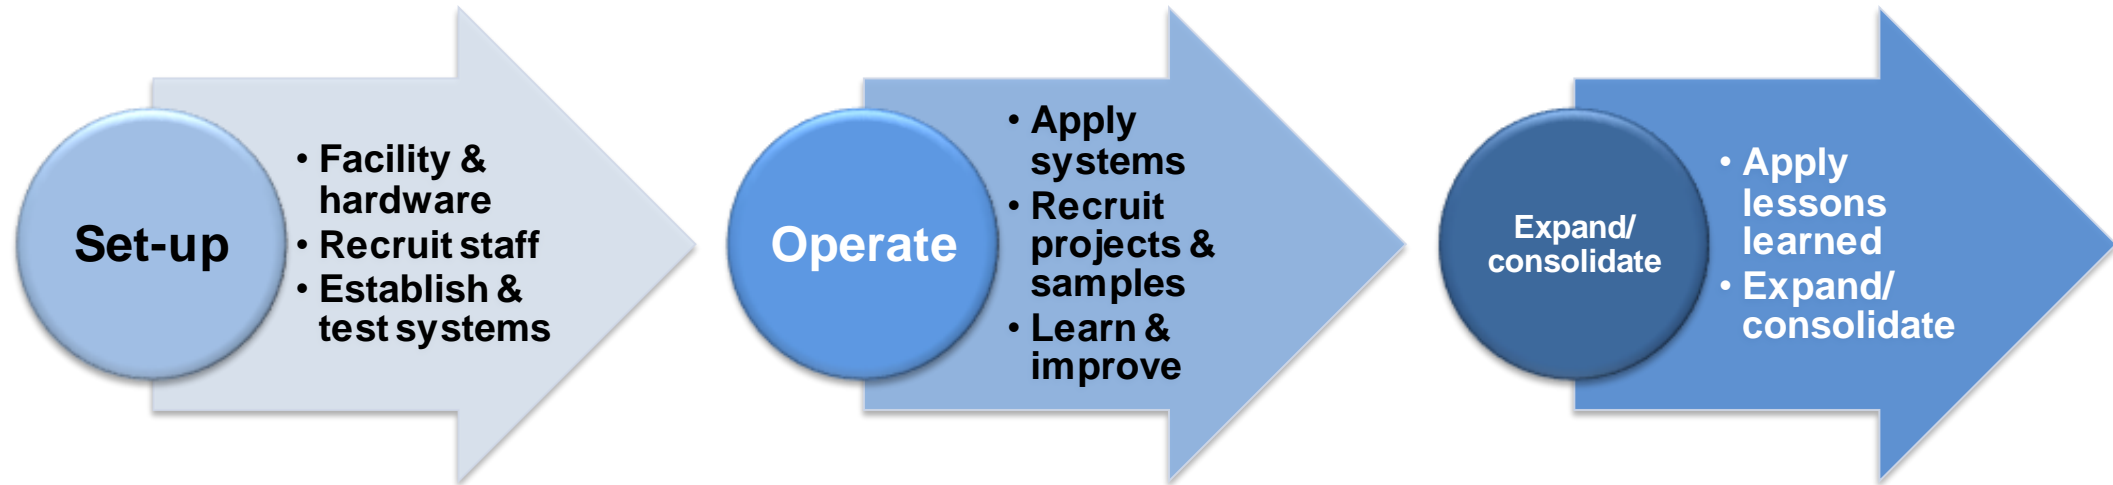 Set-up
• Facility &
hardware
• Recruit staff
• Establish &
test systems
Operate
• Apply
systems
• Recruit
projects &
samples
• Learn &
improve
Expand/
consolidate
• Apply
lessons
learned
• Expand/
consolidate